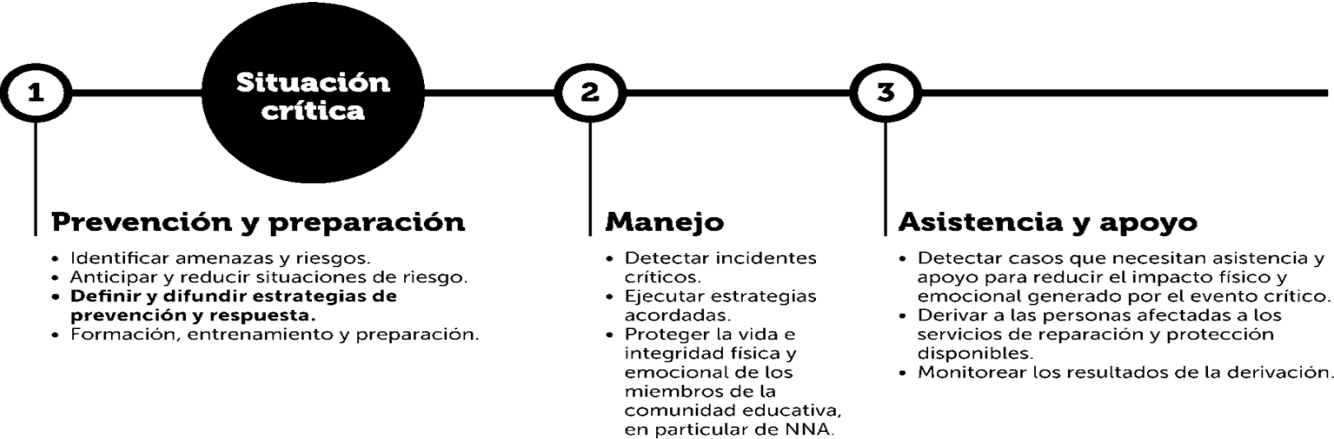 1
Situación
crítica
2
3
Prevención y preparación
• Identificar amenazas y riesgos.
• Anticipar y reducir situaciones de riesgo.
• Definir y difundir estrategias de
prevención y respuesta.
• Formación, entrenamiento y preparación.
Manejo
• Detectar incidentes
críticos.
• Ejecutar estrategias
acordadas.
• Proteger la vida e
integridad física y
emocional de los
miembros de la
comunidad educativa,
en particular de NNA.
Asistencia y apoyo
• Detectar casos que necesitan asistencia y
apoyo para reducir el impacto físico y
emocional generado por el evento crítico.
• Derivar a las personas afectadas a los
servicios de reparación y protección
disponibles.
• Monitorear los resultados de la derivación.